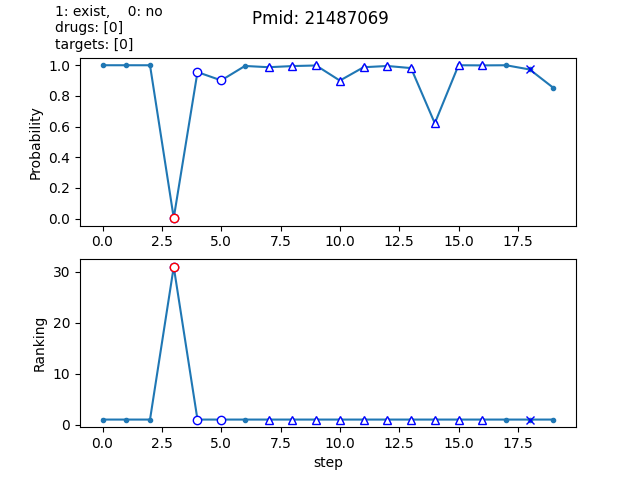 1: exist,    0: no
drugs: [0]
targets: [0]
Pmid: 21487069
Probability
1.0
0.8
0.6
0.4
0.2
0.0
0.0 2.5 5.0 7.5 10.0 12.5 15.0 17.5
Ranking
30
20
10
0
0.0 2.5 5.0 7.5 10.0 12.5 15.0 17.5
step